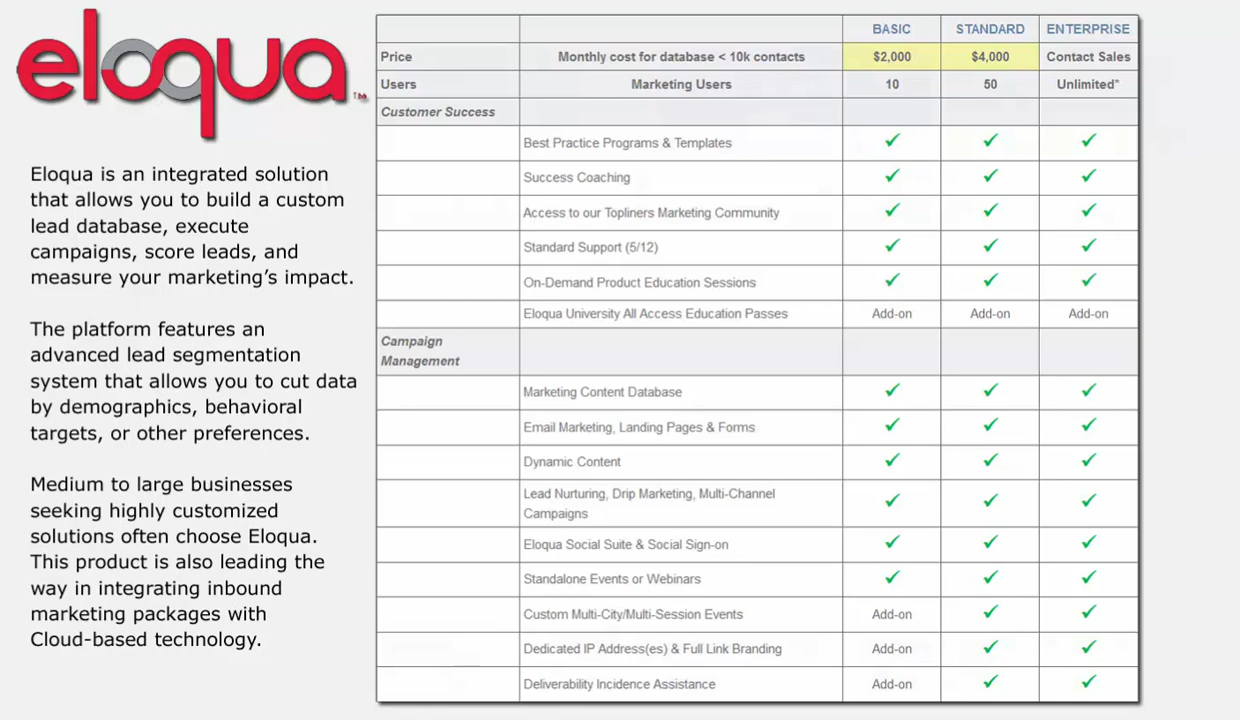 eloqua™
Eloqua is an integrated solution
that allows you to build a custom
lead database, execute
campaigns, score leads, and
measure your marketing’s impact.
The platform features an
advanced lead segmentation
system that allows you to cut data
by demographics, behavioral
targets, or other preferences.
Medium to large businesses
seeking highly customized
solutions often choose Eloqua.
This product is also leading the
way in integrating inbound
marketing packages with
Cloud-based technology.
BASIC STANDARD ENTERPRISE
Price Monthly cost for database < 10k contacts $2,000 $4,000 Contact Sales
Users Marketing Users 10 50 Unlimited*
Customer Success
Best Practice Programs & Templates ✓ ✓ ✓
Success Coaching ✓ ✓ ✓
Access to our Topliners Marketing Community ✓ ✓ ✓
Standard Support (5/12) ✓ ✓ ✓
On-Demand Product Education Sessions ✓ ✓ ✓
Eloqua University All Access Education Passes Add-on Add-on Add-on
Campaign
Management
Marketing Content Database ✓ ✓ ✓
Email Marketing, Landing Pages & Forms ✓ ✓ ✓
Dynamic Content ✓ ✓ ✓
Lead Nurturing, Drip Marketing, Multi-Channel
Campaigns ✓ ✓ ✓
Eloqua Social Suite & Social Sign-on ✓ ✓ ✓
Standalone Events or Webinars ✓ ✓ ✓
Custom Multi-City/Multi-Session Events Add-on ✓ ✓
Dedicated IP Address(es) & Full Link Branding Add-on ✓ ✓
Deliverability Incidence Assistance Add-on ✓ ✓